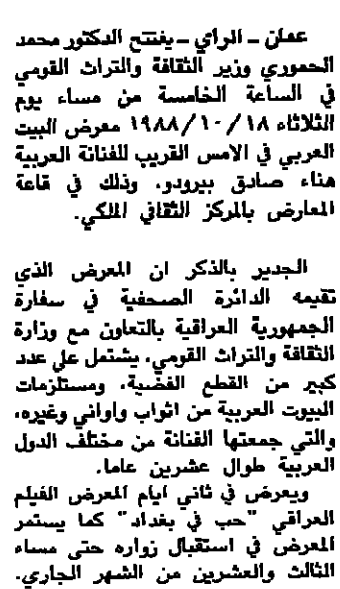 عمان ـ الراي ـ يفتتح الدكتور محمد
الحموري وزير الثقافة والتراث القومي
في الساعة الخامسة من مساء يوم
الثلاثاء ١٨ / ١٠ / ١٩٨٨ معرض البيت
العربي في الامس القريب للفنانة العربية
هناء صادق بيرودو. وذلك في قاعة
المعارض بالمركز الثقافي الملكي.
الجدير بالذكر ان المعرض الذي
تقيمه الدائرة الصحفية في سفارة
الجمهورية العراقية بالتعاون مع وزارة
الثقافة والتراث القومي. يشتمل على عدد
كبير من القطع الفضية. ومستلزمات
البيوت العربية من اثواب واواني وغيره.
والتي جمعتها الفنانة من مختلف الدول
العربية طوال عشرين عاما.
ويعرض في ثاني ايام المعرض الفيلم
العراقي "حب في بغداد" كما يستمر
المعرض في استقبال زواره حتى مساء
الثالث والعشرين من الشهر الجاري.